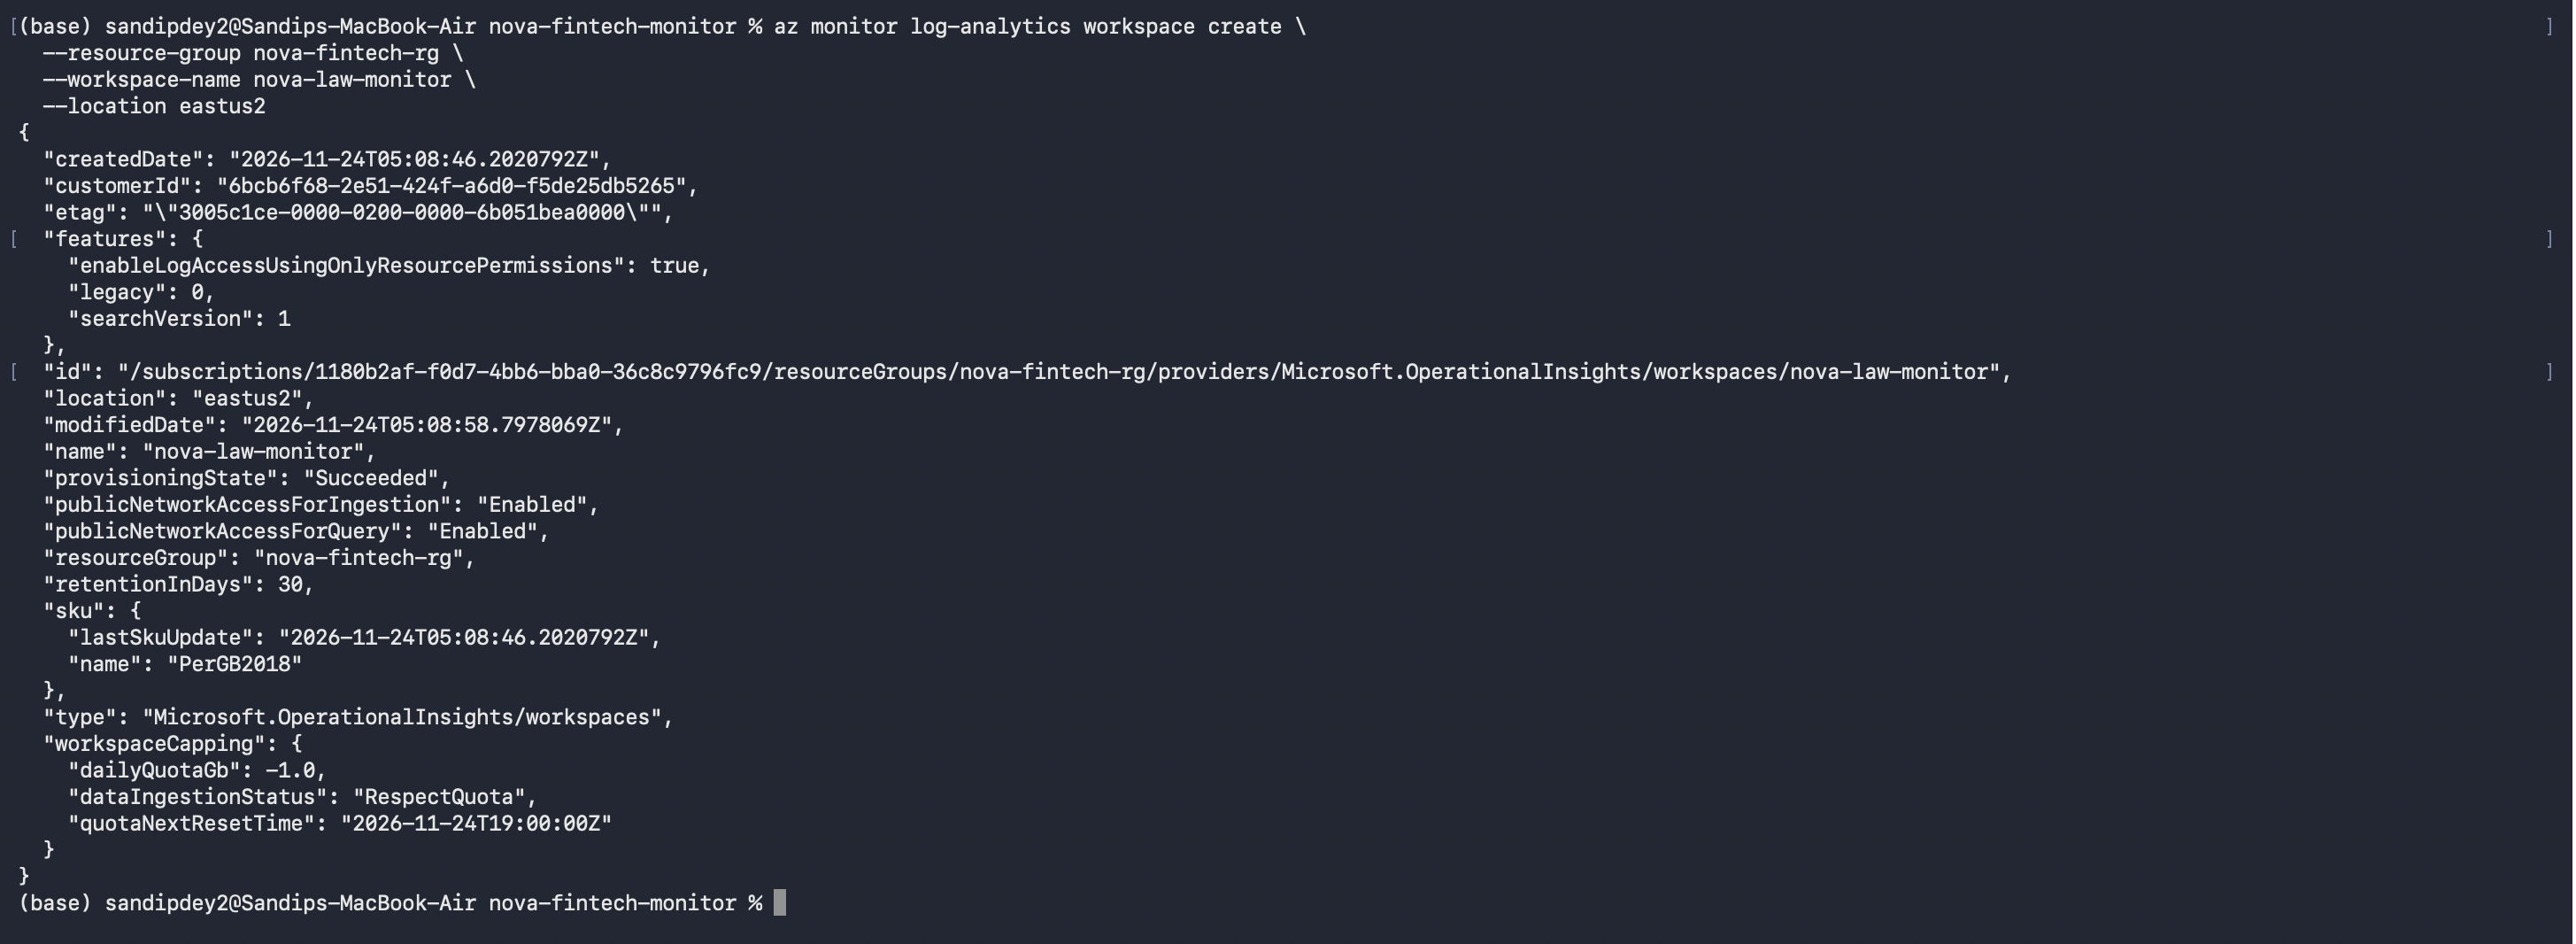 [(base) sandipdey2@Sandips-MacBook-Air nova-fintech-monitor % az monitor log-analytics workspace create \ ]
  --resource-group nova-fintech-rg \
  --workspace-name nova-law-monitor \
  --location eastus2
{
  "createdDate": "2026-11-24T05:08:46.2020792Z",
  "customerId": "6bcb6f68-2e51-424f-a6d0-f5de25db5265",
  "etag": "\"3005c1ce-0000-0200-0000-6b051bea0000\"",
[ "features": { ]
    "enableLogAccessUsingOnlyResourcePermissions": true,
    "legacy": 0,
    "searchVersion": 1
  },
[ "id": "/subscriptions/1180b2af-f0d7-4bb6-bba0-36c8c9796fc9/resourceGroups/nova-fintech-rg/providers/Microsoft.OperationalInsights/workspaces/nova-law-monitor", ]
  "location": "eastus2",
  "modifiedDate": "2026-11-24T05:08:58.7978069Z",
  "name": "nova-law-monitor",
  "provisioningState": "Succeeded",
  "publicNetworkAccessForIngestion": "Enabled",
  "publicNetworkAccessForQuery": "Enabled",
  "resourceGroup": "nova-fintech-rg",
  "retentionInDays": 30,
  "sku": {
    "lastSkuUpdate": "2026-11-24T05:08:46.2020792Z",
    "name": "PerGB2018"
  },
  "type": "Microsoft.OperationalInsights/workspaces",
  "workspaceCapping": {
    "dailyQuotaGb": -1.0,
    "dataIngestionStatus": "RespectQuota",
    "quotaNextResetTime": "2026-11-24T19:00:00Z"
  }
}
(base) sandipdey2@Sandips-MacBook-Air nova-fintech-monitor %